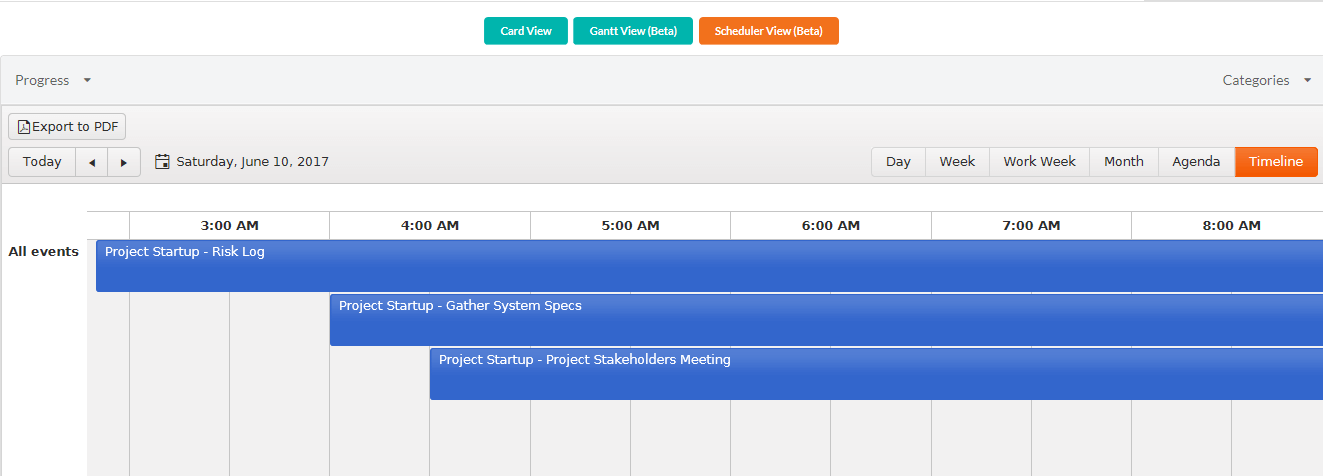 Card View Gantt View (Beta) Scheduler View (Beta)
Progress Categories
Export to PDF
Today Saturday, June 10, 2017 Day Week Work Week Month Agenda Timeline
3:00 AM 4:00 AM 5:00 AM 6:00 AM 7:00 AM 8:00 AM
All events Project Startup - Risk Log
Project Startup - Gather System Specs
Project Startup - Project Stakeholders Meeting